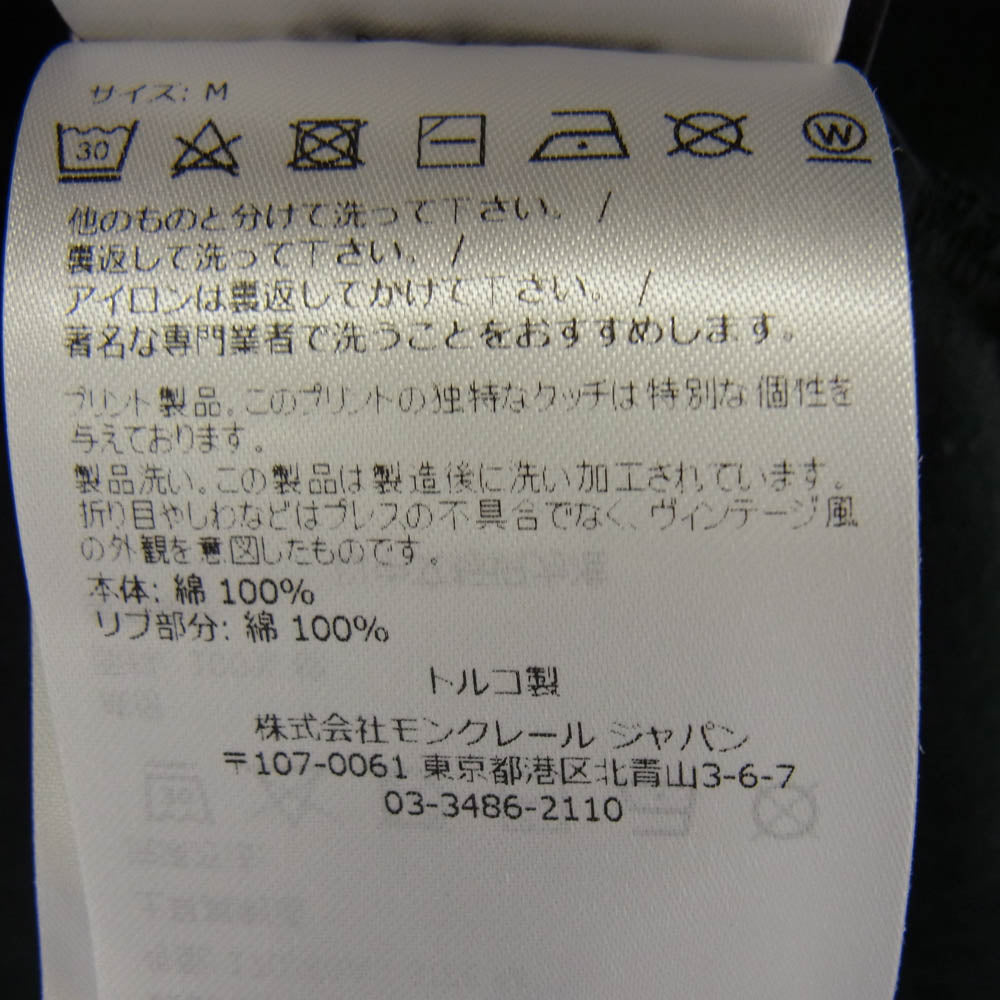 サイズ: M
30
W
他のものと分けて洗って下さい。 /
裏返して洗って下さい。 /
アイロンは裏返してかけて下さい。 /
著名な専門業者で洗うことをおすすめします。
プリント製品。このプリントの独特なタッチは特別な個性を
与えております。
製品洗い。この製品は製造後に洗い加工されています。
折り目やしわなどはプレスの不具合でなく、ヴィンテージ風
の外観を意図したものです。
本体: 綿 100%
リブ部分: 綿 100%
トルコ製
株式会社モンクレール ジャパン
〒107-0061 東京都港区北青山3-6-7
03-3486-2110